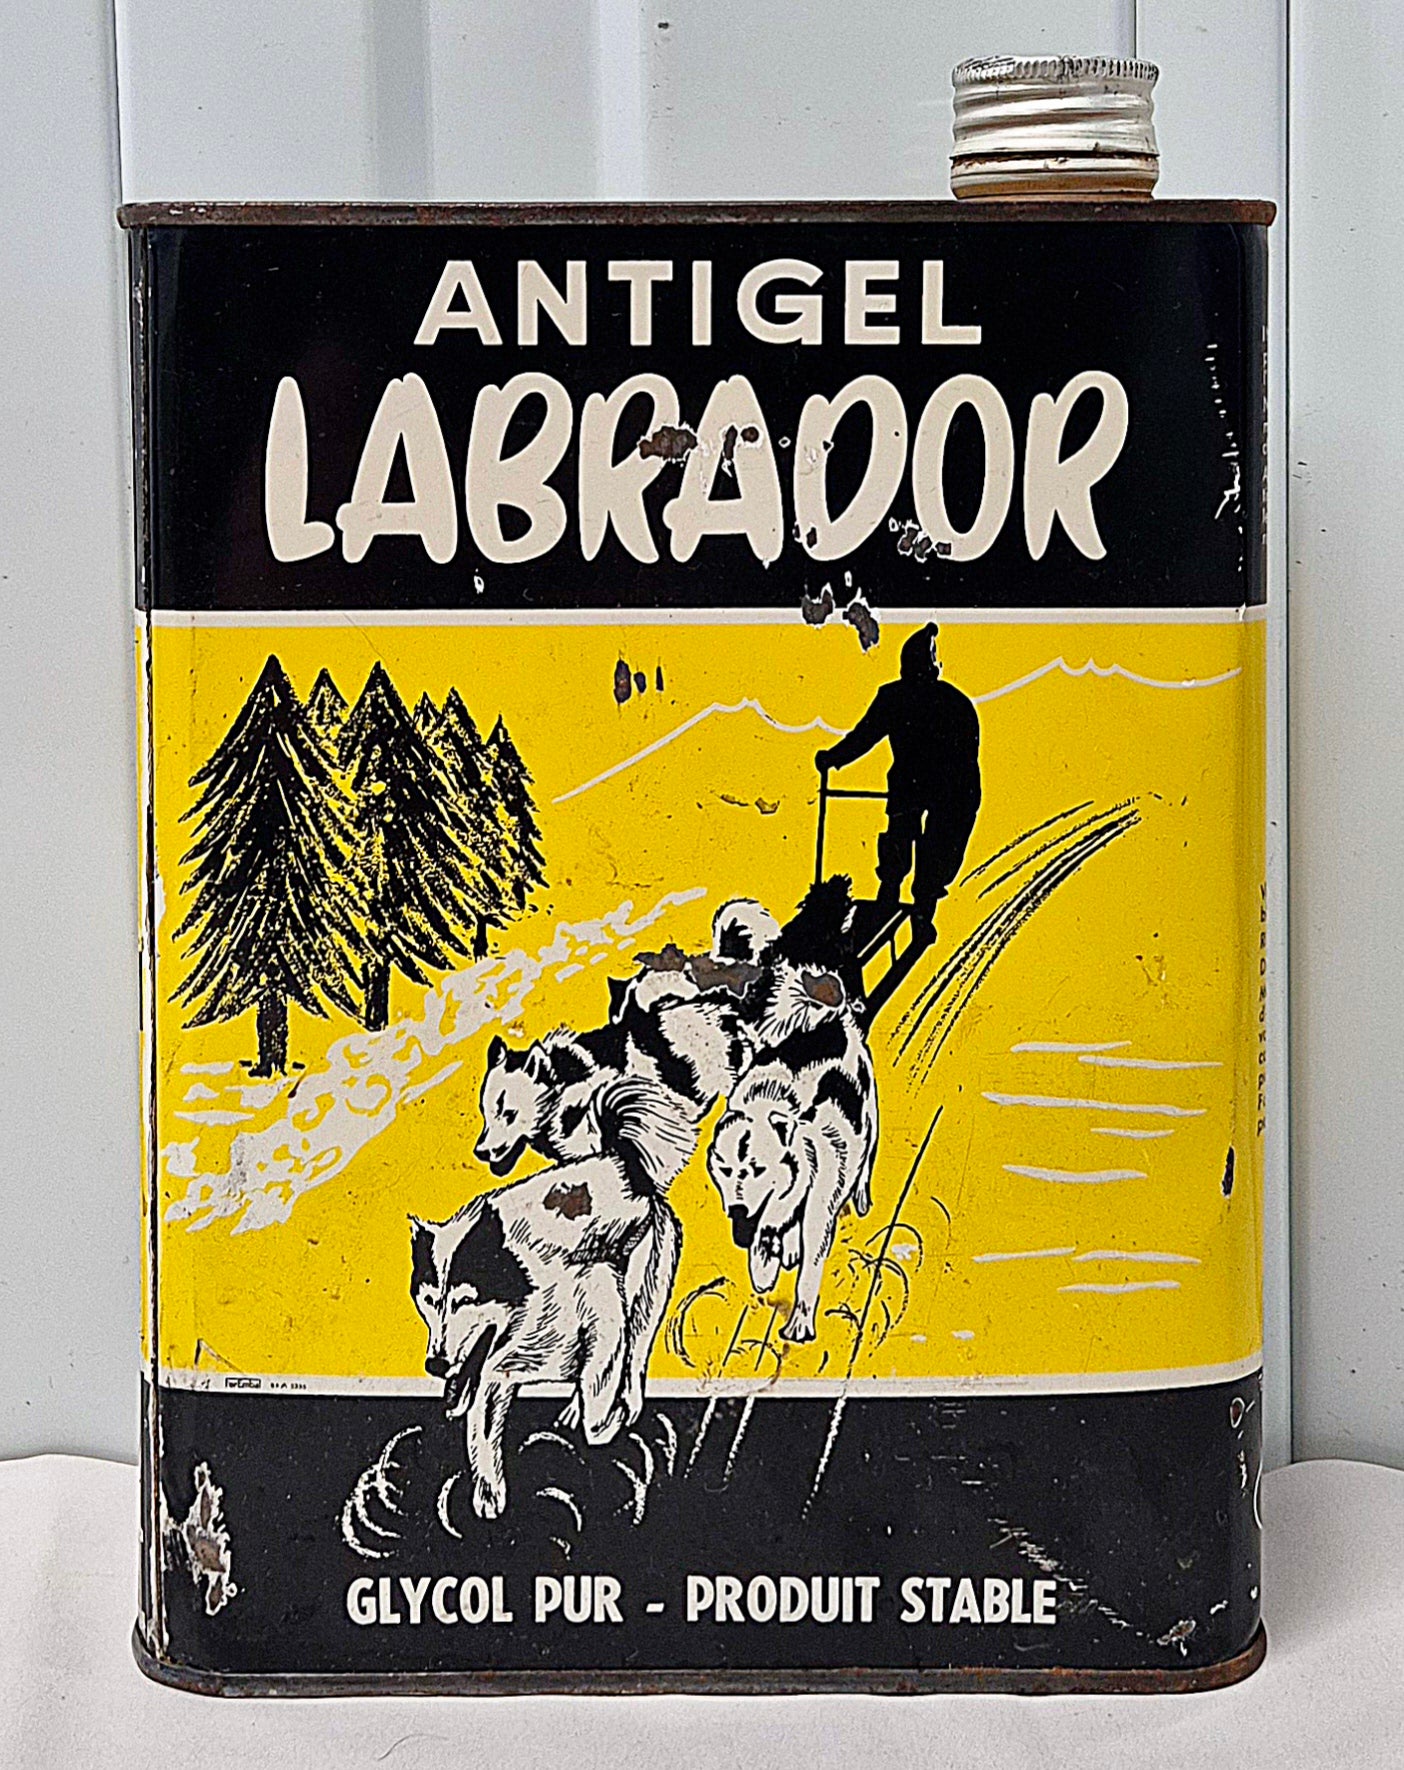 ANTIGEL
LABRADOR
GLYCOL PUR - PRODUIT STABLE